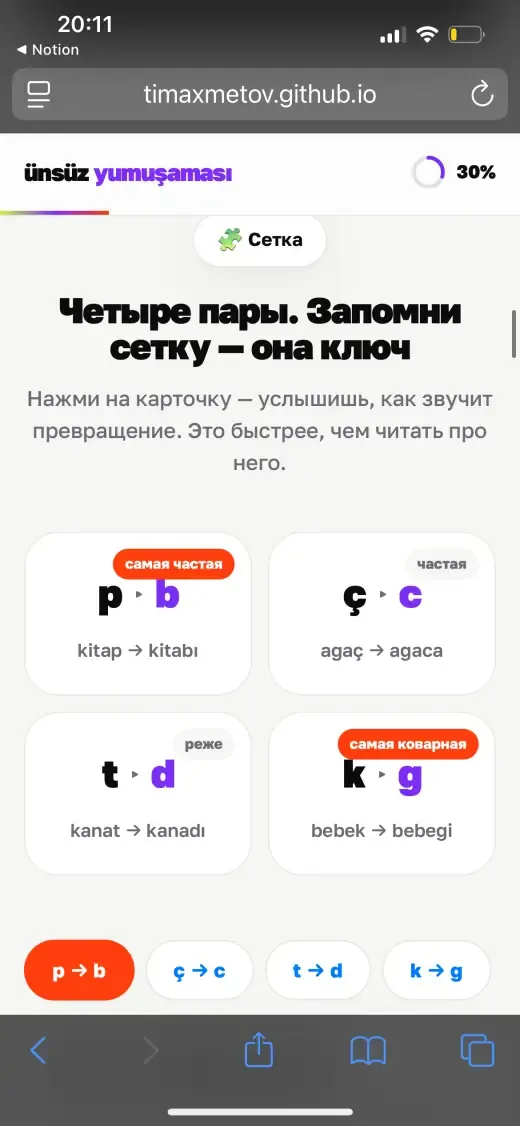 20:11
◀ Notion
timaxmetov.github.io
ünsüz yumuşaması
30%
Сетка
Четыре пары. Запомни
сетку — она ключ
Нажми на карточку — услышишь, как звучит
превращение. Это быстрее, чем читать про
него.
самая частая
p ▸ b
kitap → kitabı
частая
ç ▸ c
agaç → agaca
реже
t ▸ d
kanat → kanadı
самая коварная
k ▸ g
bebek → bebegi
p → b
ç → c
t → d
k → g